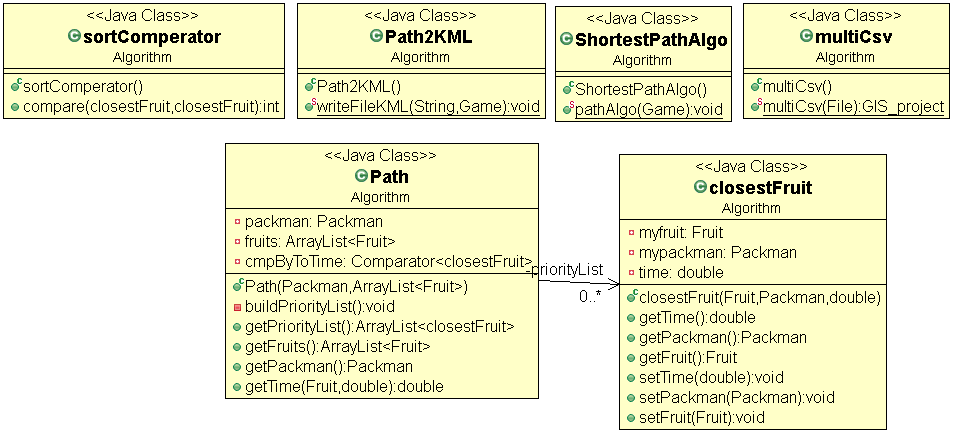 <<Java Class>>
sortComperator
Algorithm
sortComperator()
compare(closestFruit,closestFruit):int
<<Java Class>>
Path2KML
Algorithm
Path2KML()
writeFileKML(String,Game):void
<<Java Class>>
ShortestPathAlgo
Algorithm
ShortestPathAlgo()
pathAlgo(Game):void
<<Java Class>>
multiCsv
Algorithm
multiCsv()
multiCsv(File):GIS_project
<<Java Class>>
Path
Algorithm
packman: Packman
fruits: ArrayList<Fruit>
cmpByToTime: Comparator<closestFruit>
Path(Packman,ArrayList<Fruit>)
buildPriorityList():void
getPriorityList():ArrayList<closestFruit>
getFruits():ArrayList<Fruit>
getPackman():Packman
getTime(Fruit,double):double
-priorityList
0..*
<<Java Class>>
closestFruit
Algorithm
myfruit: Fruit
mypackman: Packman
time: double
closestFruit(Fruit,Packman,double)
getTime():double
getPackman():Packman
getFruit():Fruit
setTime(double):void
setPackman(Packman):void
setFruit(Fruit):void